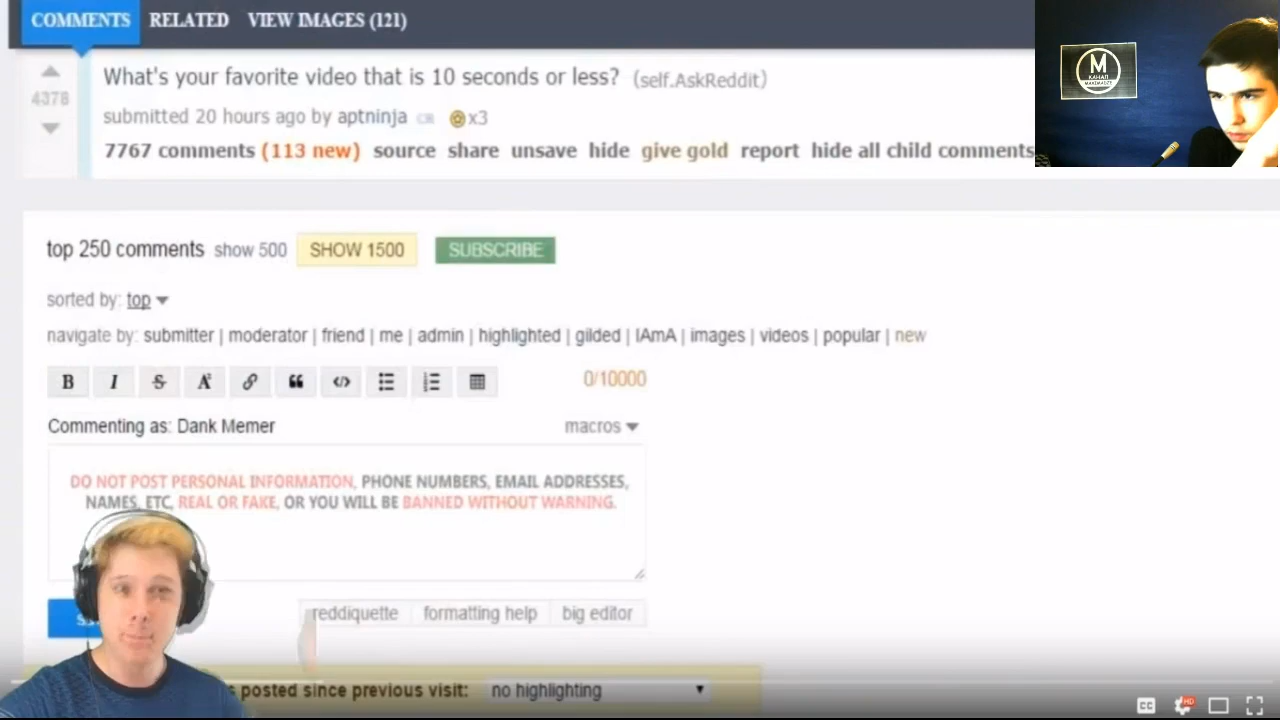 COMMENTS RELATED VIEW IMAGES (121)
4378
What's your favorite video that is 10 seconds or less? (self.AskReddit)
submitted 20 hours ago by aptninja x3
7767 comments (113 new) source share unsave hide give gold report hide all child comments
M
КАНАЛ
top 250 comments show 500 SHOW 1500 SUBSCRIBE
sorted by: top
navigate by: submitter | moderator | friend | me | admin | highlighted | gilded | IAmA | images | videos | popular | new
B I S A 0/10000
Commenting as: Dank Memer macros
DO NOT POST PERSONAL INFORMATION, PHONE NUMBERS, EMAIL ADDRESSES,
NAMES, ETC, REAL OR FAKE, OR YOU WILL BE BANNED WITHOUT WARNING.
reddiquette formatting help big editor
posted since previous visit: no highlighting
CC HD